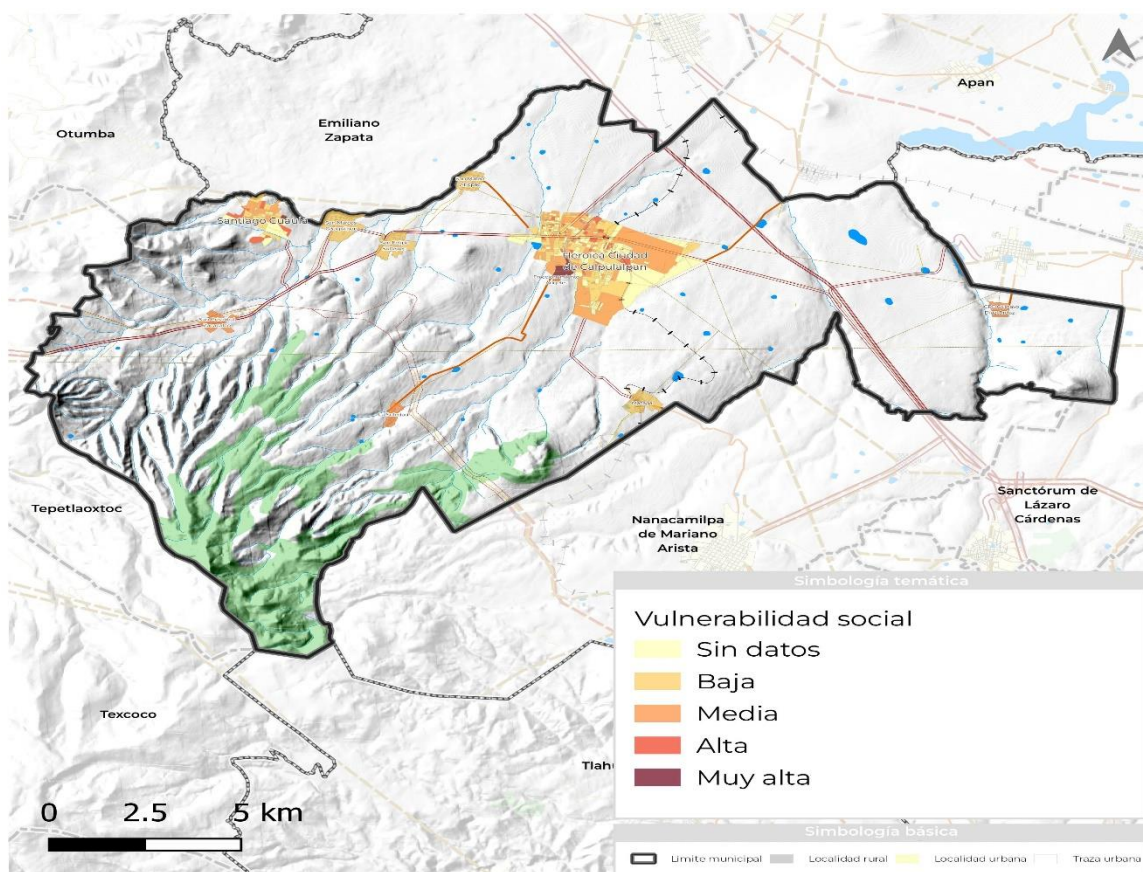 Apan
Otumba
Emiliano
Zapata
Santiago Cuaula
Heroica Ciudad
de Calpulalpan
Tepetlaoxtoc
Nanacamilpa
de Mariano
Arista
Sanctórum de
Lázaro
Cárdenas
Texcoco
Tlahu
0 2.5 5 km
Simbología temática
Vulnerabilidad social
Sin datos
Baja
Media
Alta
Muy alta
Simbología básica
Limite municipal
Localidad rural
Localidad urbana
Traza urbana